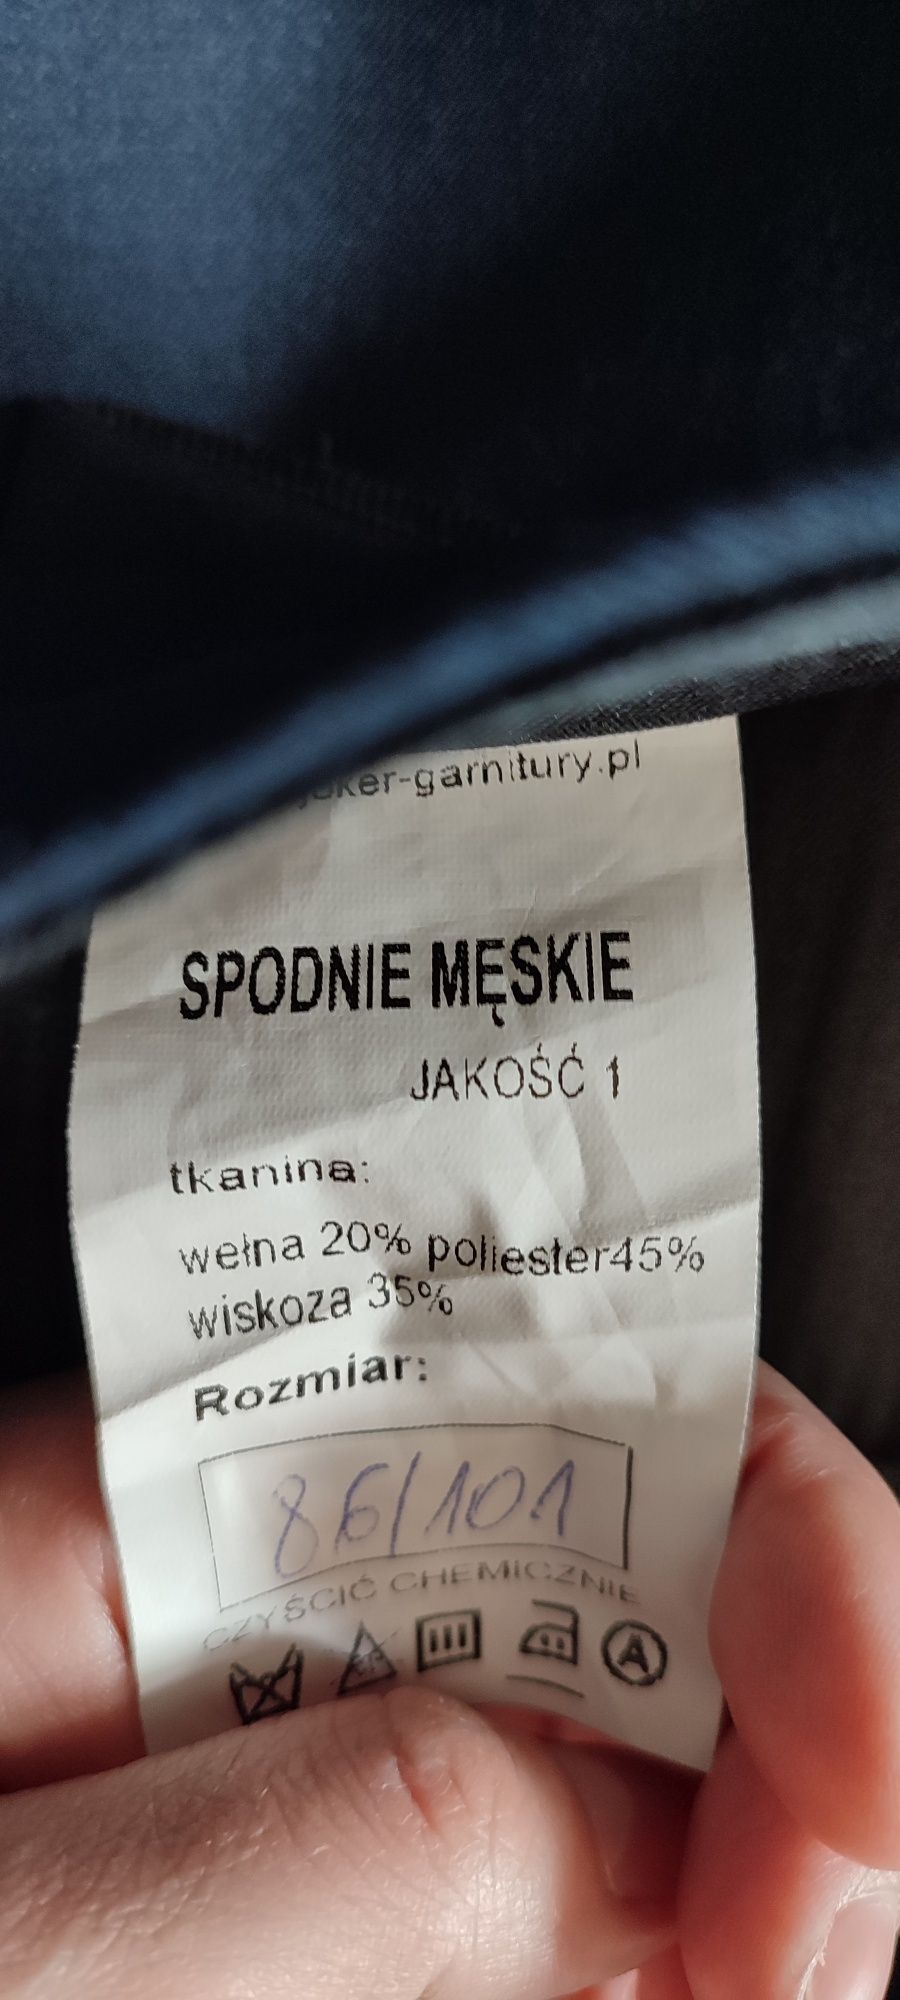 joker-garnitury.pl
SPODNIE MĘSKIE
JAKOŚĆ 1
tkanina:
wełna 20% poliester45%
wiskoza 35%
Rozmiar:
86/101
CZYŚCIĆ CHEMICZNIE
A